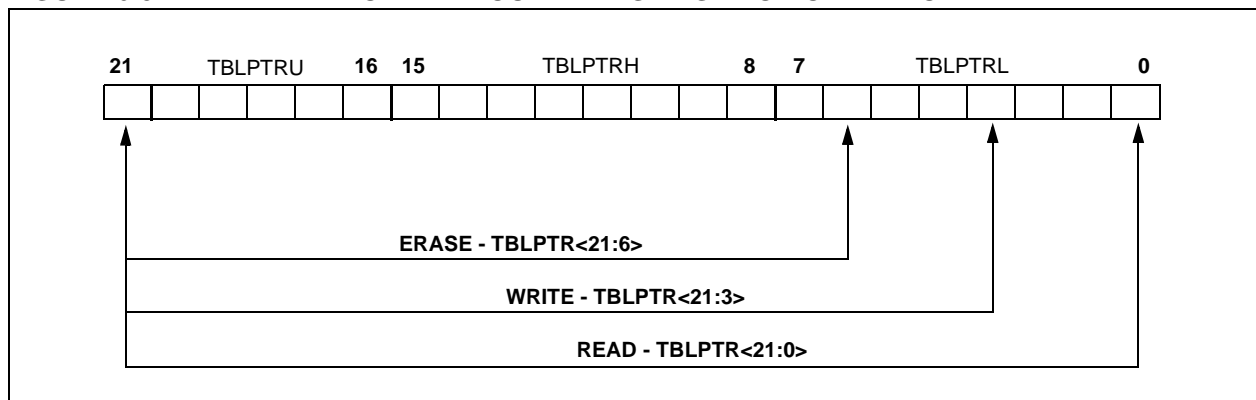 21 TBLPTRU 16 15 TBLPTRH 8 7 TBLPTRL 0
ERASE - TBLPTR<21:6>
WRITE - TBLPTR<21:3>
READ - TBLPTR<21:0>